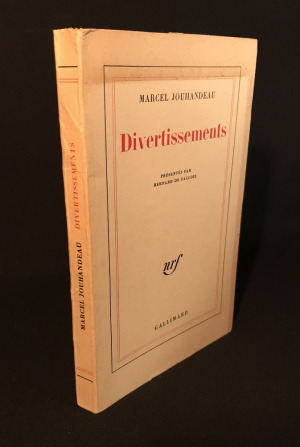 MARCEL JOUHANDEAU
Divertissements
PRÉSENTÉS PAR
BERNARD DE FALLOIS
nrf
GALLIMARD
MARCEL JOUHANDEAU DIVERTISSEMENTS